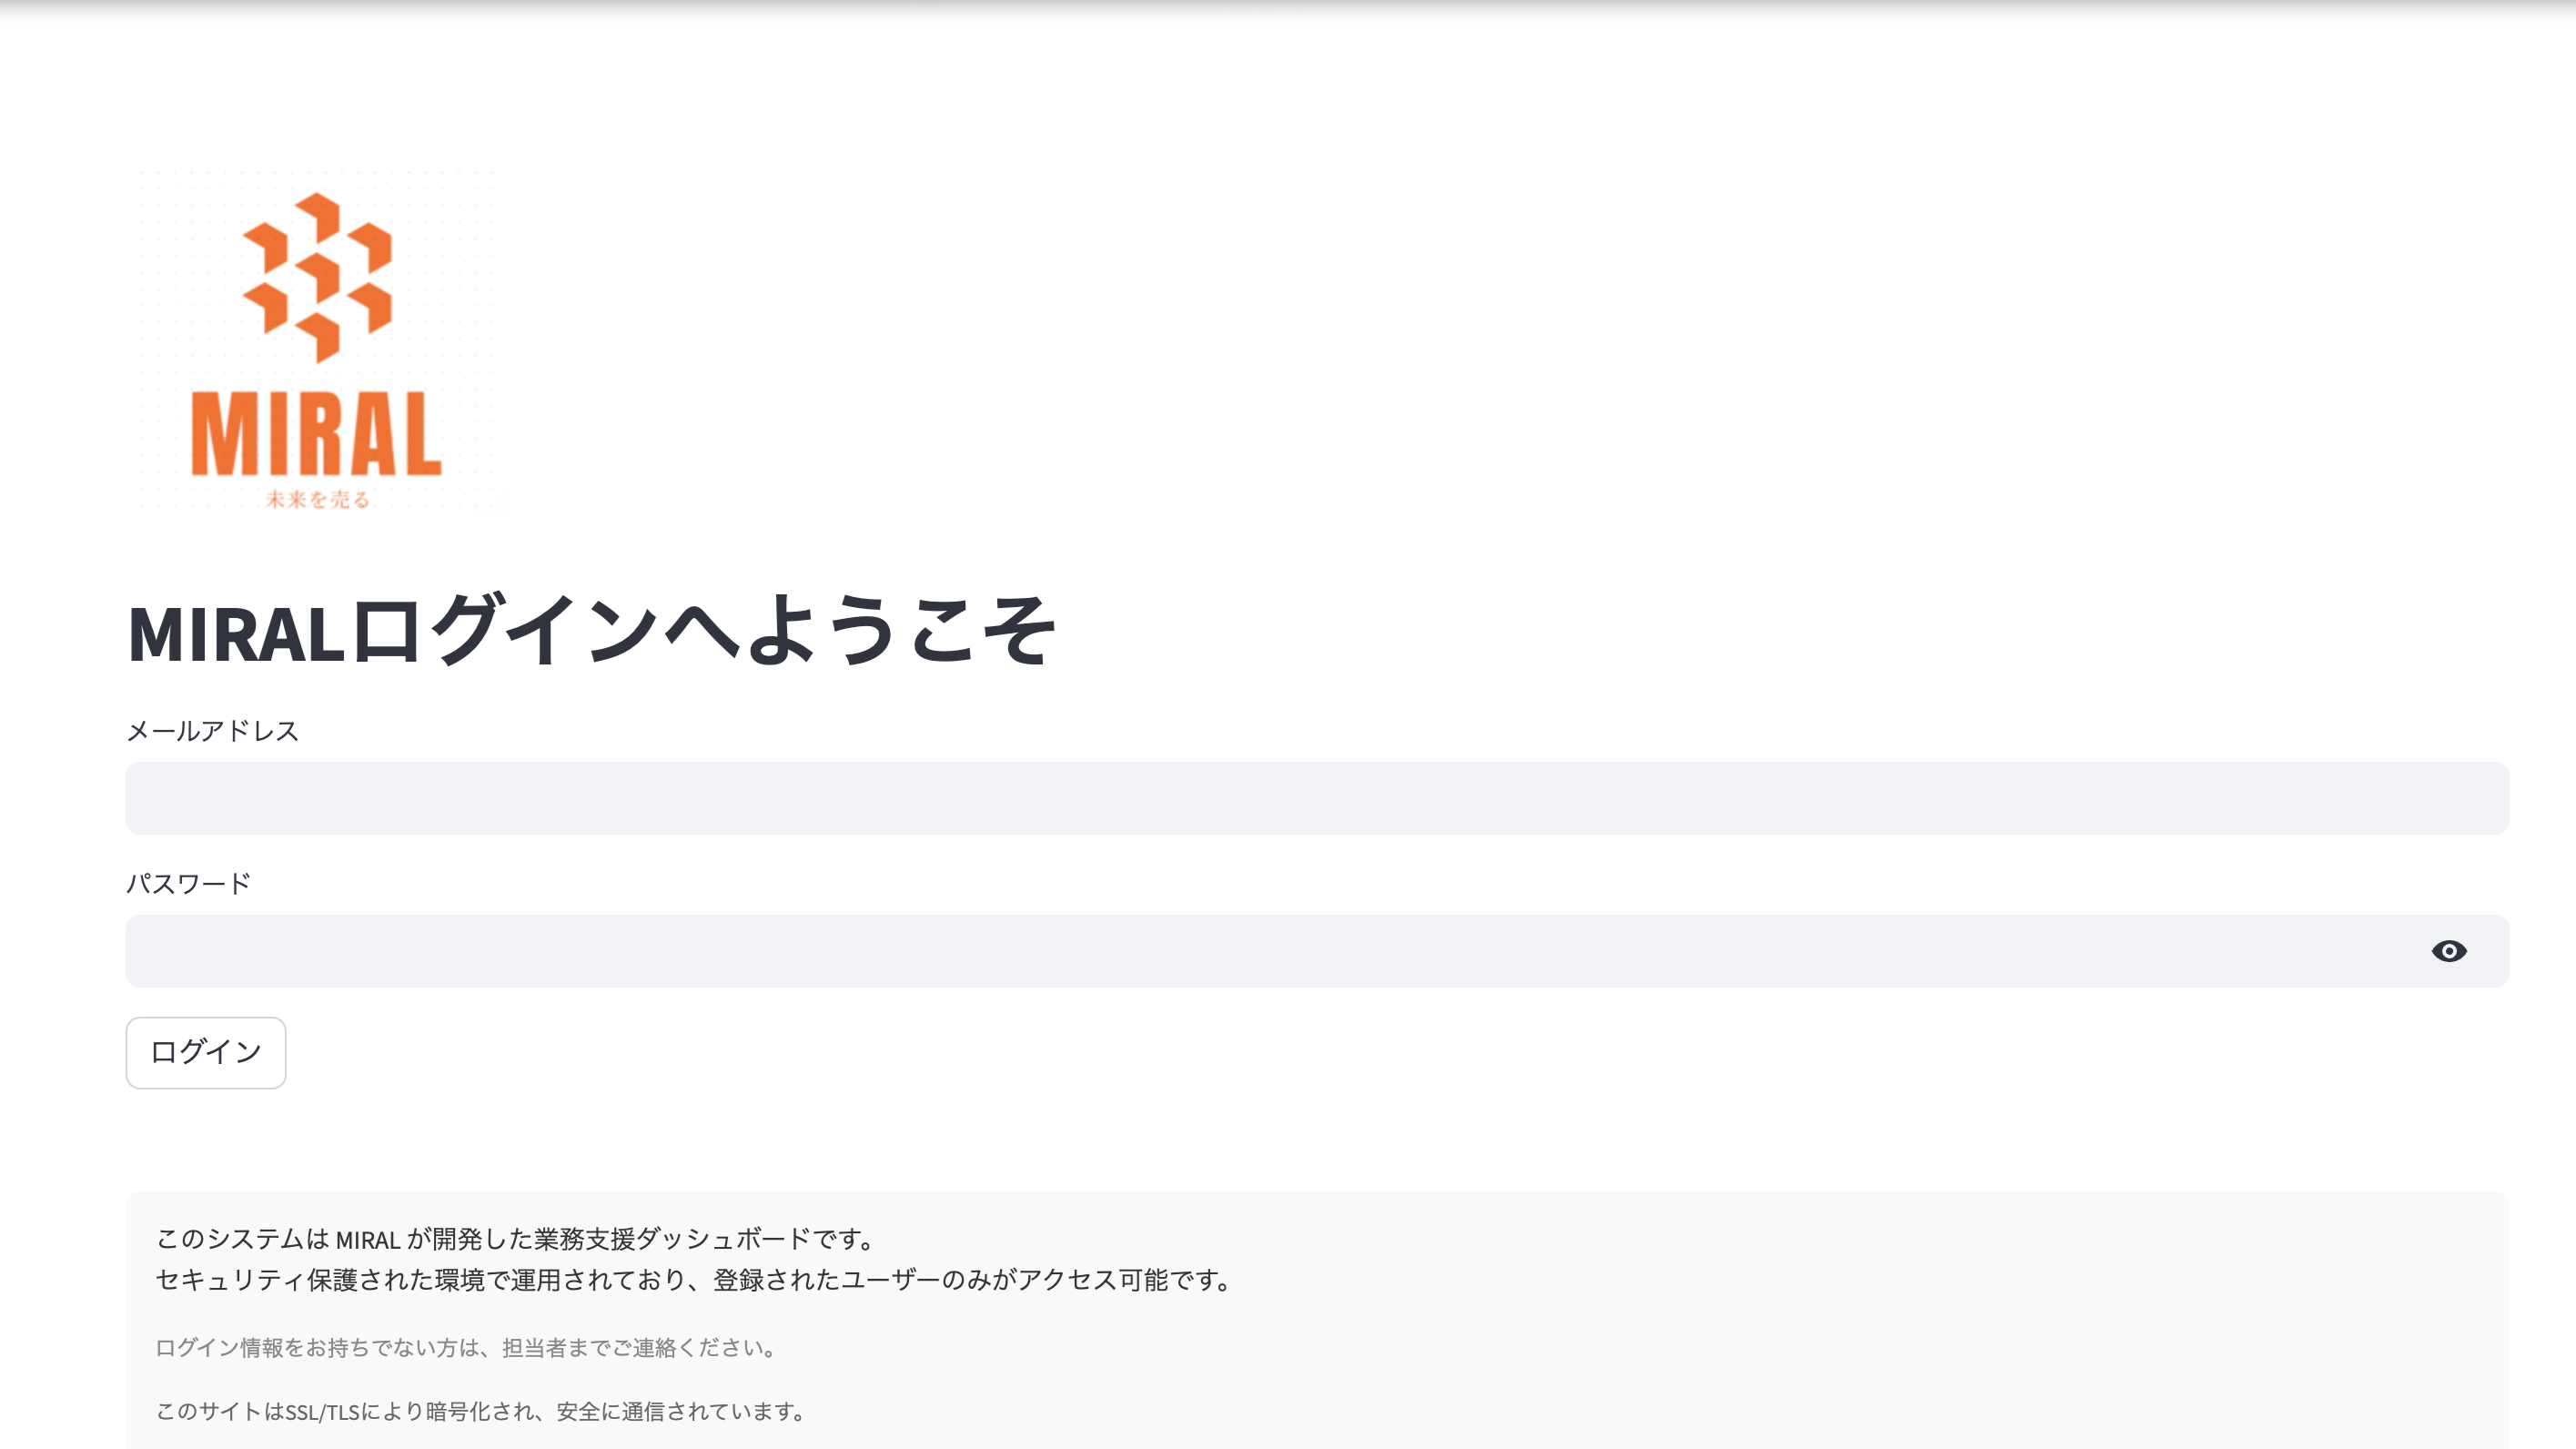 MIRAL
未来を売る
MIRALログインへようこそ
メールアドレス
パスワード
ログイン
このシステムは MIRAL が開発した業務支援ダッシュボードです。
セキュリティ保護された環境で運用されており、登録されたユーザーのみがアクセス可能です。
ログイン情報をお持ちでない方は、担当者までご連絡ください。
このサイトはSSL/TLSにより暗号化され、安全に通信されています。